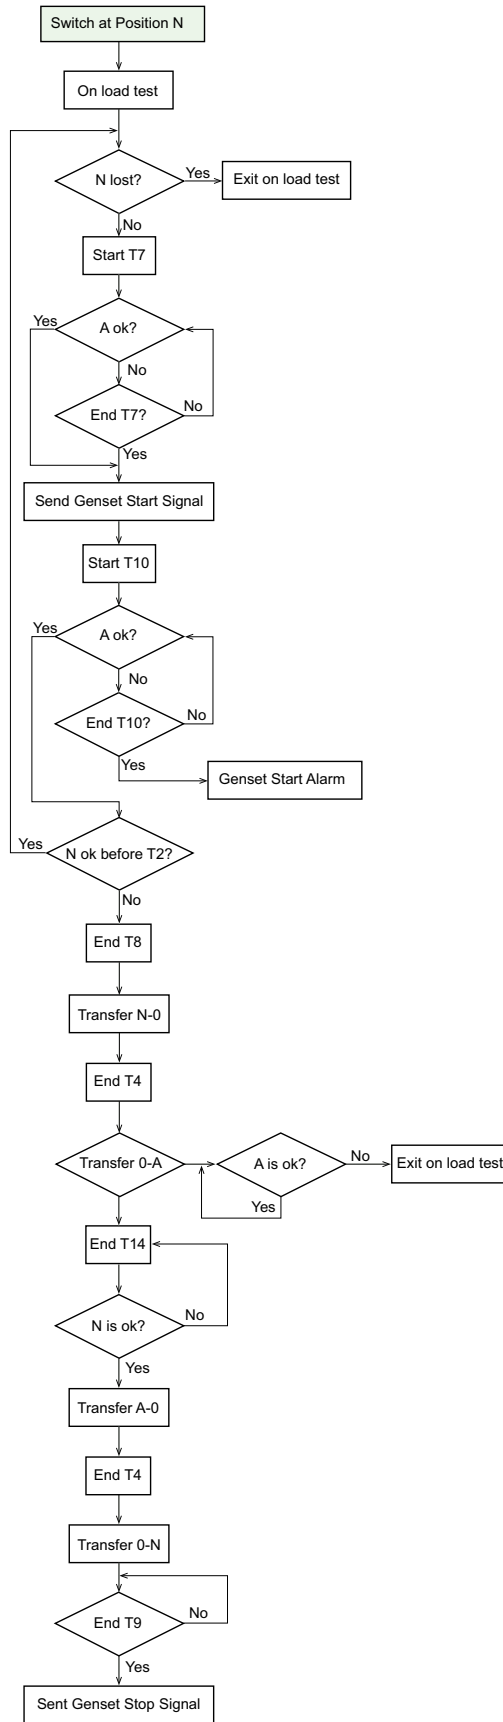 Switch at Position N
On load test
N lost?
Yes
Exit on load test
No
Start T7
Yes
A ok?
No
End T7?
No
Yes
Send Genset Start Signal
Start T10
Yes
A ok?
No
End T10?
No
Yes
Genset Start Alarm
Yes
N ok before T2?
No
End T8
Transfer N-0
End T4
Transfer 0-A
A is ok?
No
Exit on load test
Yes
End T14
N is ok?
No
Yes
Transfer A-0
End T4
Transfer 0-N
End T9
No
Yes
Sent Genset Stop Signal